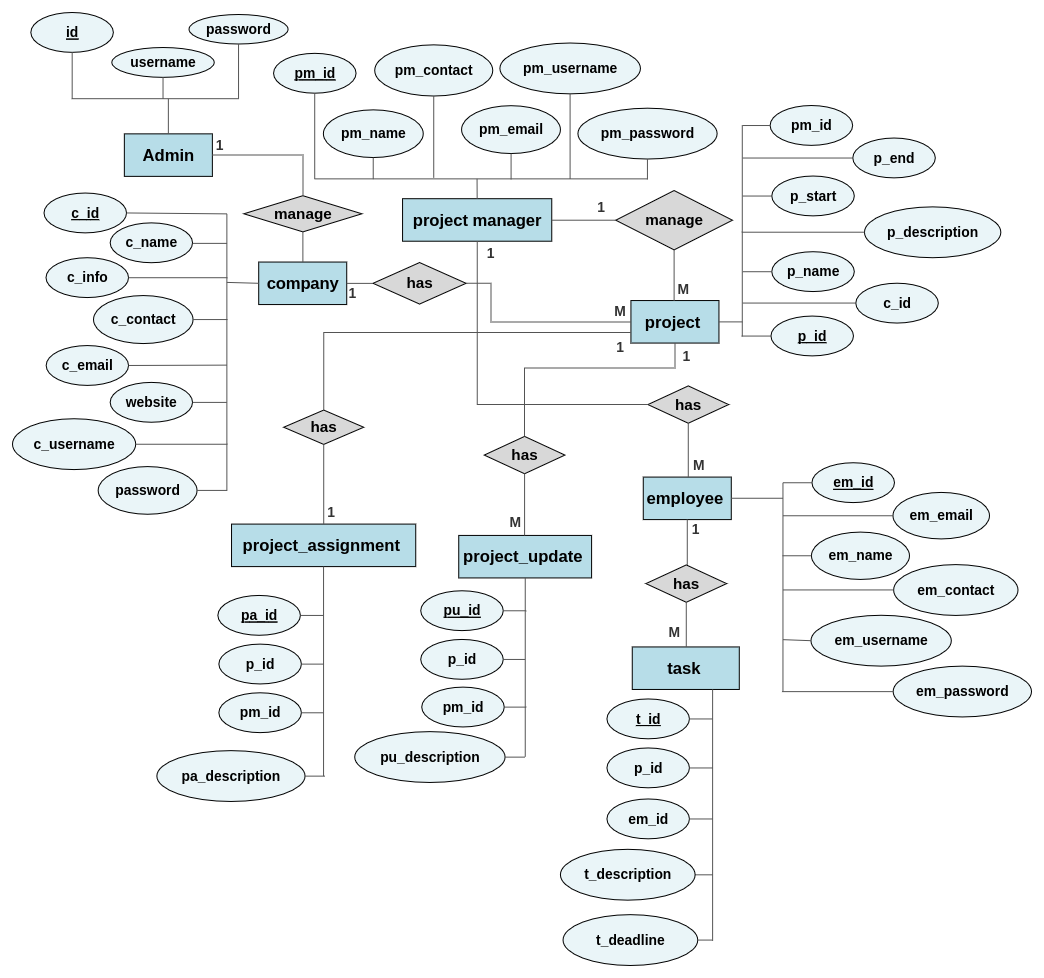 id
username
password
pm_id
pm_name
pm_contact
pm_email
pm_username
pm_password
Admin
1
manage
project manager
1
1
manage
M
pm_id
p_end
p_start
p_description
p_name
c_id
p_id
c_id
c_name
c_info
c_contact
c_email
website
c_username
password
company
1
has
M
project
1
1
has
has
has
M
employee
1
em_id
em_email
em_name
em_contact
em_username
em_password
1
project_assignment
pa_id
p_id
pm_id
pa_description
M
project_update
pu_id
p_id
pm_id
pu_description
has
M
task
t_id
p_id
em_id
t_description
t_deadline